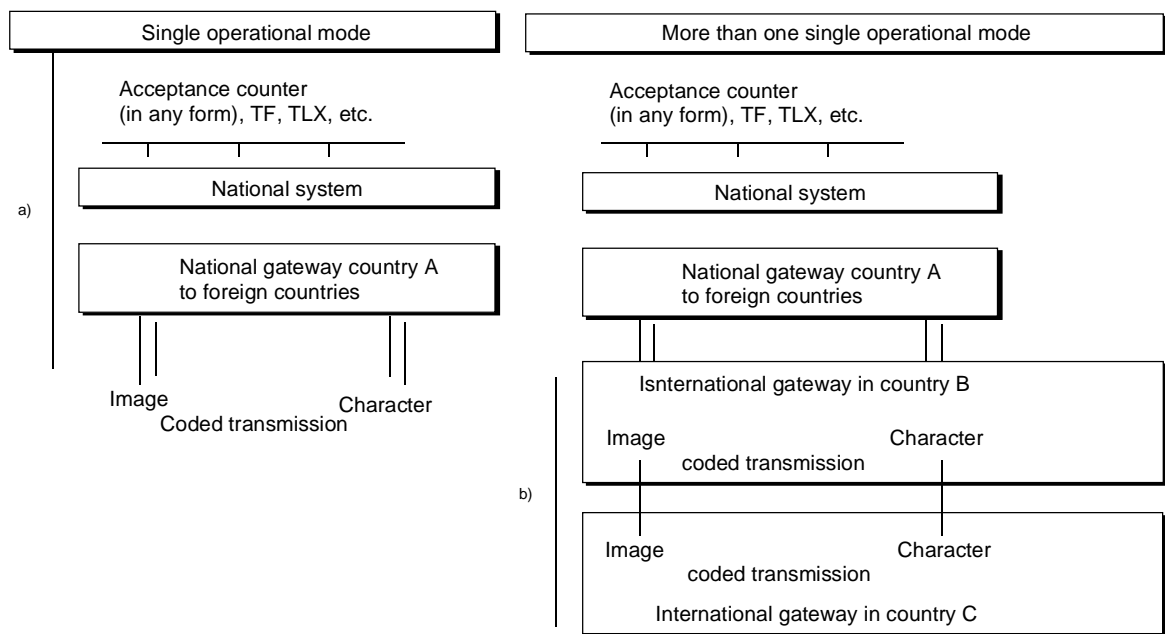 Single operational mode
Acceptance counter
(in any form), TF, TLX, etc.
National system
a)
National gateway country A
to foreign countries
Image
Character
Coded transmission
More than one single operational mode
Acceptance counter
(in any form), TF, TLX, etc.
National system
National gateway country A
to foreign countries
Isnternational gateway in country B
Image
Character
coded transmission
b)
Image
Character
coded transmission
International gateway in country C